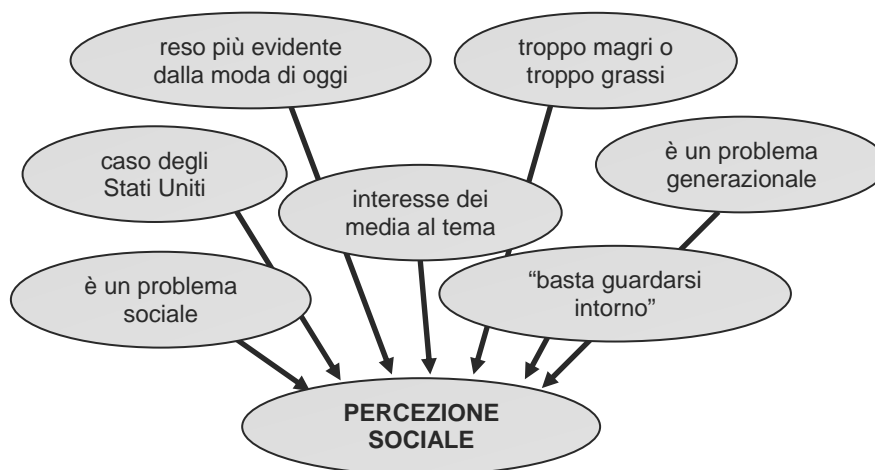 reso più evidente
dalla moda di oggi
troppo magri o
troppo grassi
caso degli
Stati Uniti
è un problema
generazionale
interesse dei
media al tema
è un problema
sociale
“basta guardarsi
intorno”
PERCEZIONE
SOCIALE